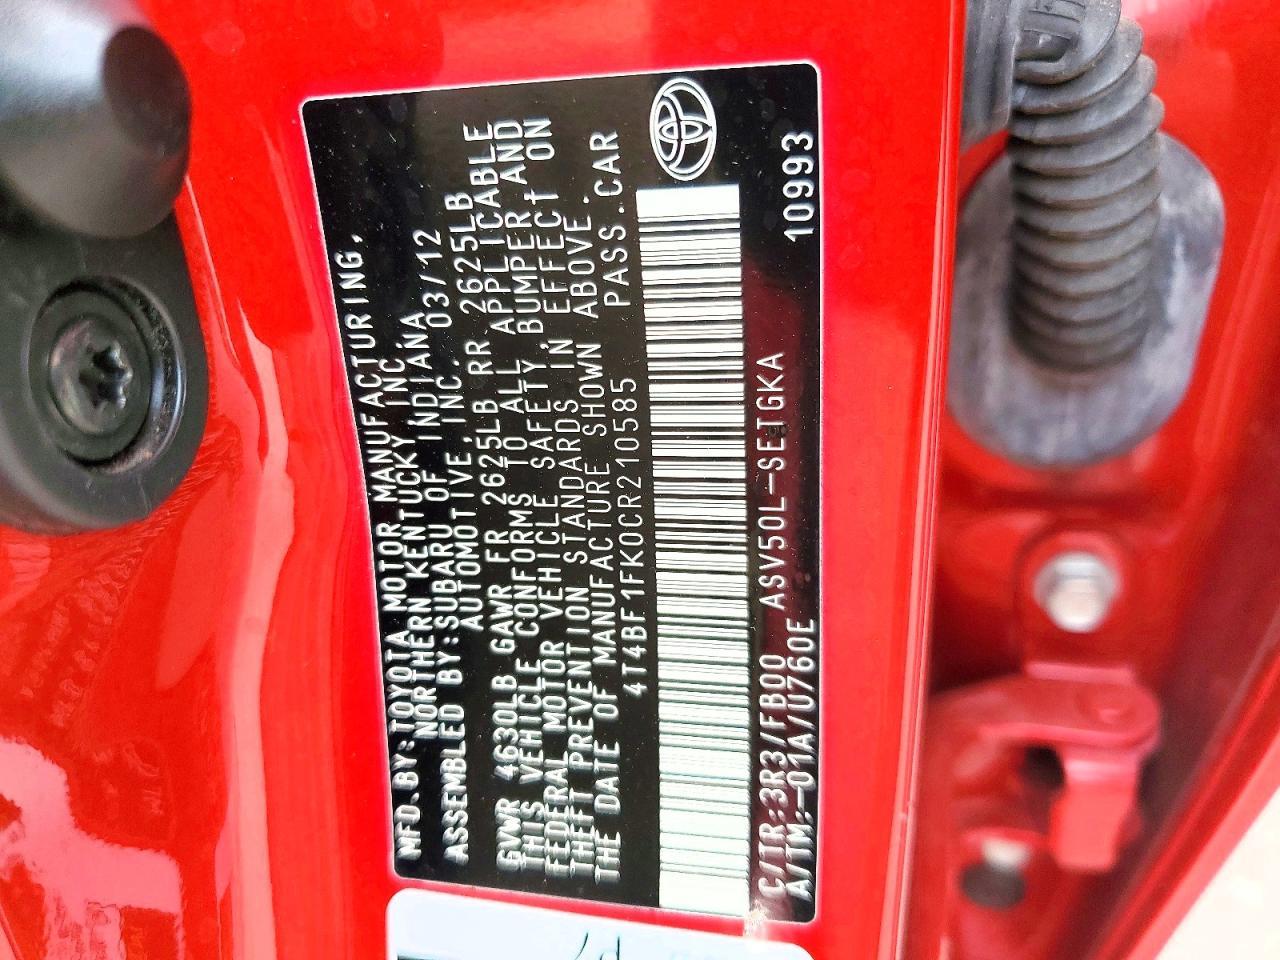 MFD.BY:TOYOTA MOTOR MANUFACTURING,
NORTHERN KENTUCKY INC.
ASSEMBLED BY:SUBARU OF INDIANA
AUTOMOTIVE,INC. 03/12
GVWR 4630LB GAWR FR 2625LB RR 2625LB
THIS VEHICLE CONFORMS TO ALL APPLICABLE
FEDERAL MOTOR VEHICLE SAFETY,BUMPER AND
THEFT PREVENTION STANDARDS IN EFFECT ON
THE DATE OF MANUFACTURE SHOWN ABOVE.
4T4BF1FK0CR210585 PASS.CAR
C/TR:3R3/FB00 ASV50L-SETGKA
A/TM:-01A/U760E 10993